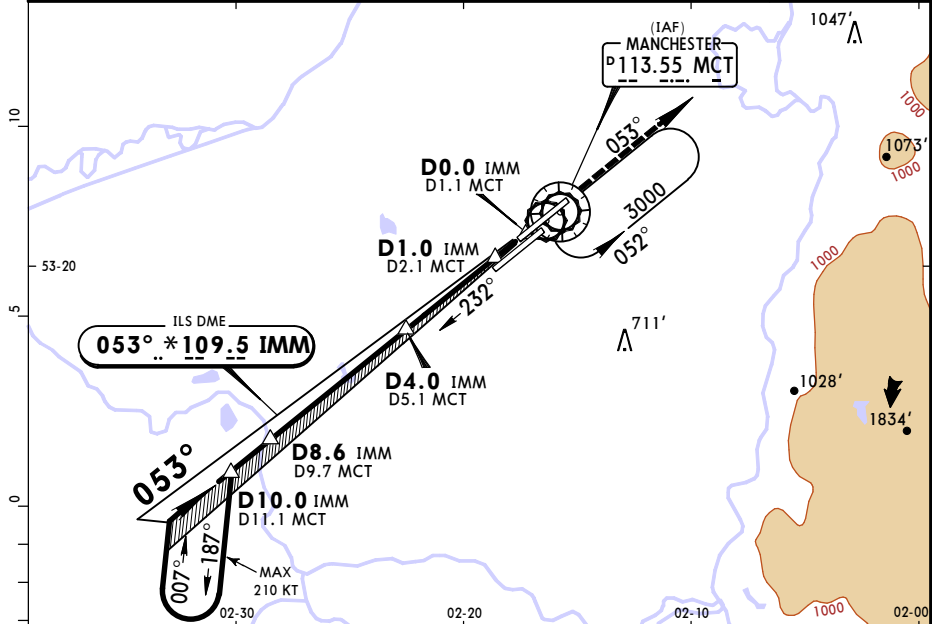 1047'
(IAF)
MANCHESTER
D 113.55 MCT
1000
1073'
1000
10
053°
D0.0 IMM
D1.1 MCT
3000
052°
D1.0 IMM
D2.1 MCT
53-20
232°
1000
5
ILS DME
053° *109.5 IMM
711'
D4.0 IMM
D5.1 MCT
1028'
1834'
053°
D8.6 IMM
D9.7 MCT
0
D10.0 IMM
D11.1 MCT
007°
187°
MAX
210 KT
02-30
02-20
02-10
1000
02-00